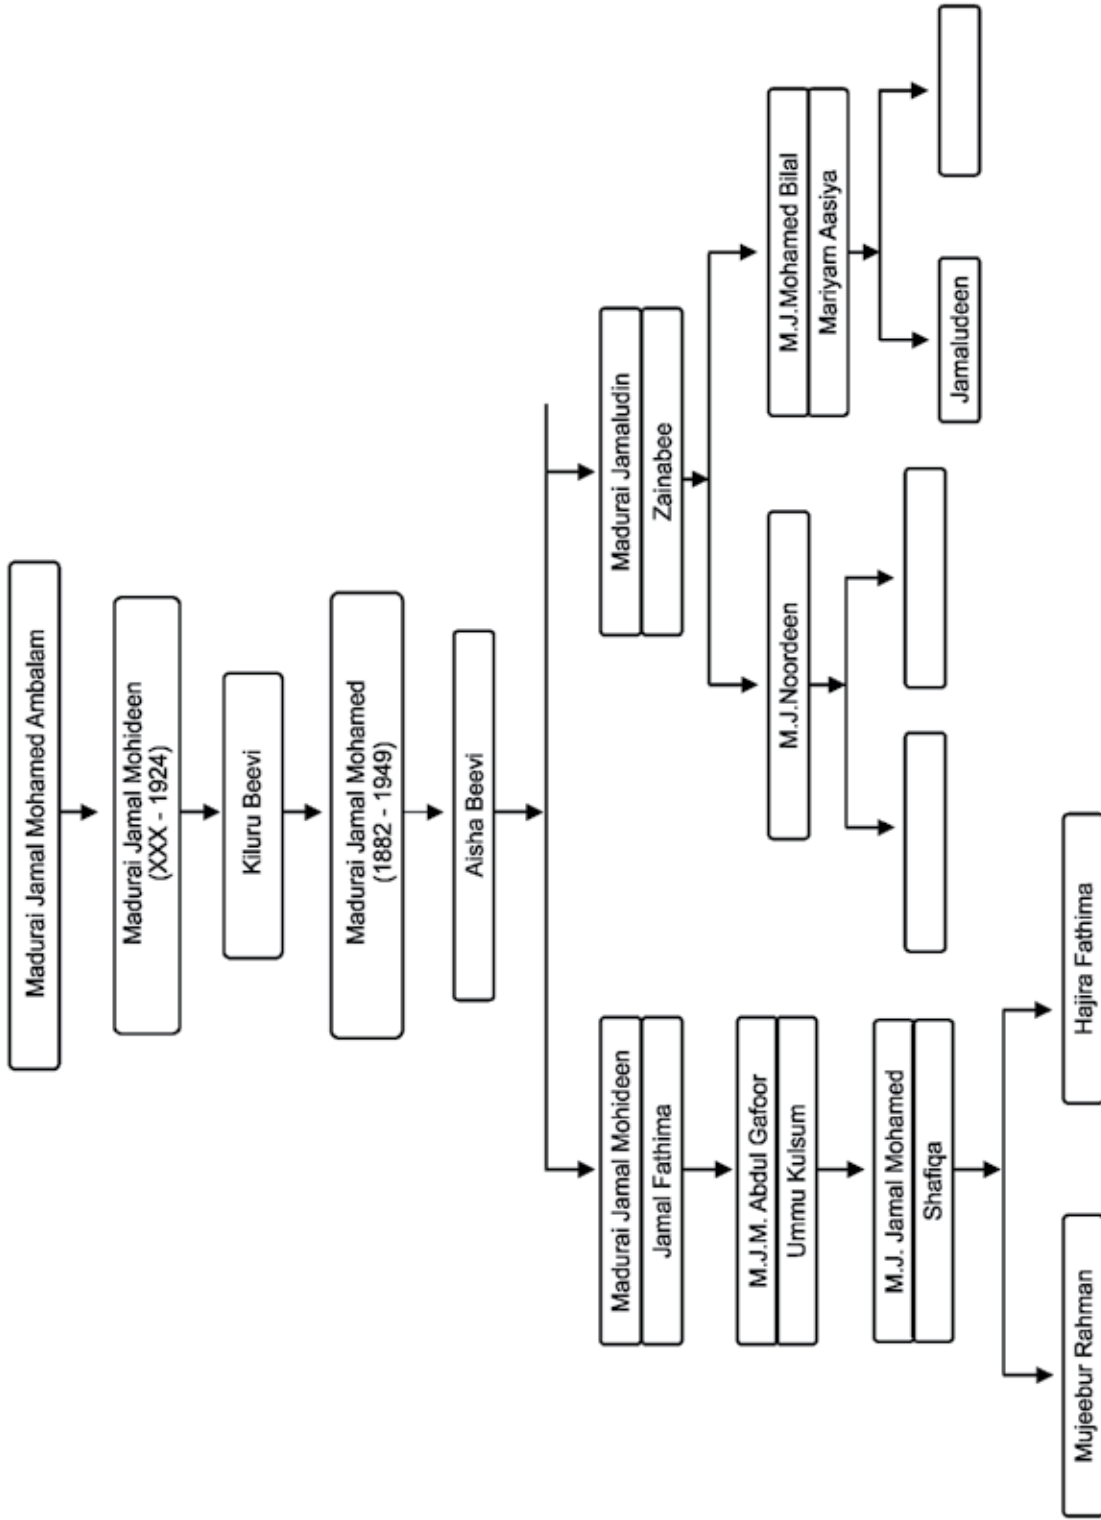 Madurai Jamal Mohamed Ambalam
Madurai Jamal Mohideen
(XXX - 1924)
Kiluru Beevi
Madurai Jamal Mohamed
(1882 - 1949)
Aisha Beevi
Madurai Jamal Mohideen
Jamal Fathima
Madurai Jamaludin
Zainabee
M.J.M. Abdul Gafoor
Ummu Kulsum
M.J.Noordeen
M.J.Mohamed Bilal
Mariyam Aasiya
M.J. Jamal Mohamed
Shafiqa
Jamaludeen
Mujeebur Rahman
Hajira Fathima